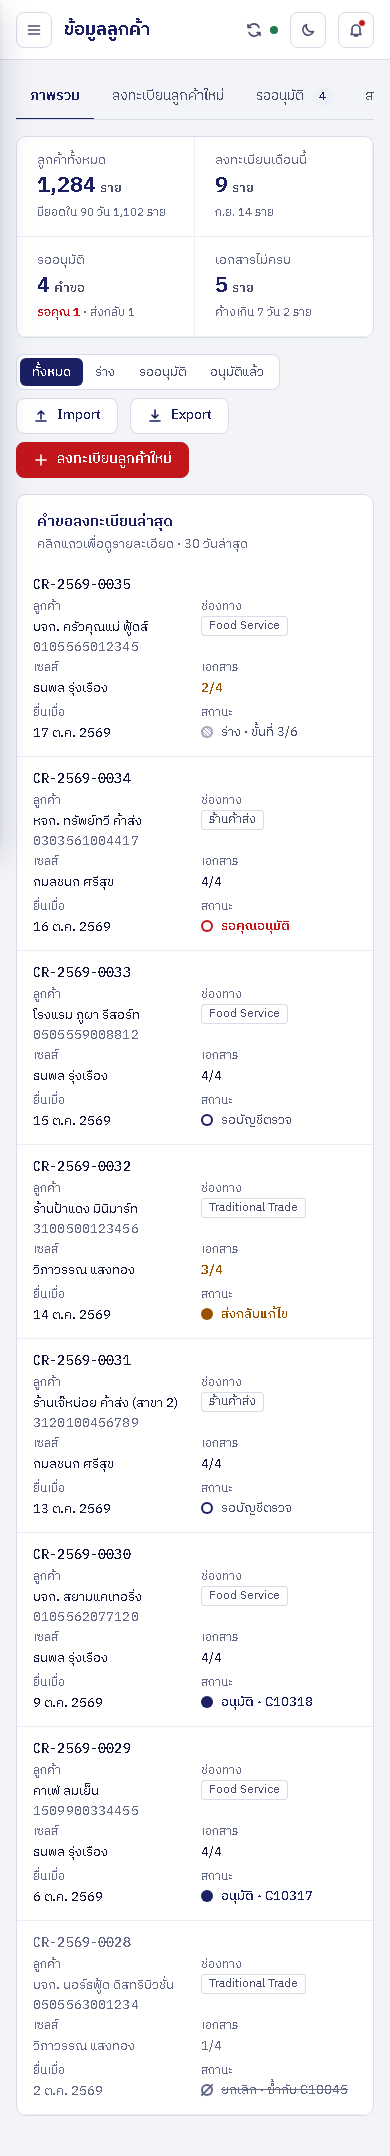 ข้อมูลลูกค้า
ภาพรวม ลงทะเบียนลูกค้าใหม่ รออนุมัติ 4 ส
ลูกค้าทั้งหมด ลงทะเบียนเดือนนี้
1,284 ราย 9 ราย
มียอดใน 90 วัน 1,102 ราย ก.ย. 14 ราย
รออนุมัติ เอกสารไม่ครบ
4 คำขอ 5 ราย
รอคุณ 1 · ส่งกลับ 1 ค้างเกิน 7 วัน 2 ราย
ทั้งหมด ร่าง รออนุมัติ อนุมัติแล้ว
Import Export
ลงทะเบียนลูกค้าใหม่
คำขอลงทะเบียนล่าสุด
คลิกแถวเพื่อดูรายละเอียด · 30 วันล่าสุด
CR-2569-0035
ลูกค้า ช่องทาง
บจก. ครัวคุณแม่ ฟู้ดส์ Food Service
0105565012345
เซลส์ เอกสาร
ธนพล รุ่งเรือง 2/4
ยื่นเมื่อ สถานะ
17 ต.ค. 2569 ร่าง · ขั้นที่ 3/6
CR-2569-0034
ลูกค้า ช่องทาง
หจก. ทรัพย์ทวี ค้าส่ง ร้านค้าส่ง
0303561004417
เซลส์ เอกสาร
กมลชนก ศรีสุข 4/4
ยื่นเมื่อ สถานะ
16 ต.ค. 2569 รอคุณอนุมัติ
CR-2569-0033
ลูกค้า ช่องทาง
โรงแรม ภูผา รีสอร์ท Food Service
0505559008812
เซลส์ เอกสาร
ธนพล รุ่งเรือง 4/4
ยื่นเมื่อ สถานะ
15 ต.ค. 2569 รอบัญชีตรวจ
CR-2569-0032
ลูกค้า ช่องทาง
ร้านป้าแดง มินิมาร์ท Traditional Trade
3100500123456
เซลส์ เอกสาร
วิภาวรรณ แสงทอง 3/4
ยื่นเมื่อ สถานะ
14 ต.ค. 2569 ส่งกลับแก้ไข
CR-2569-0031
ลูกค้า ช่องทาง
ร้านเจ๊หน่อย ค้าส่ง (สาขา 2) ร้านค้าส่ง
3120100456789
เซลส์ เอกสาร
กมลชนก ศรีสุข 4/4
ยื่นเมื่อ สถานะ
13 ต.ค. 2569 รอบัญชีตรวจ
CR-2569-0030
ลูกค้า ช่องทาง
บจก. สยามแคเทอริ่ง Food Service
0105562077120
เซลส์ เอกสาร
ธนพล รุ่งเรือง 4/4
ยื่นเมื่อ สถานะ
9 ต.ค. 2569 อนุมัติ · C10318
CR-2569-0029
ลูกค้า ช่องทาง
คาเฟ่ ลมเย็น Food Service
1509900334455
เซลส์ เอกสาร
ธนพล รุ่งเรือง 4/4
ยื่นเมื่อ สถานะ
6 ต.ค. 2569 อนุมัติ · C10317
CR-2569-0028
ลูกค้า ช่องทาง
บจก. นอร์ธฟู้ด ดิสทริบิวชั่น Traditional Trade
0505563001234
เซลส์ เอกสาร
วิภาวรรณ แสงทอง 1/4
ยื่นเมื่อ สถานะ
2 ต.ค. 2569 ยกเลิก · ซ้ำกับ C10045